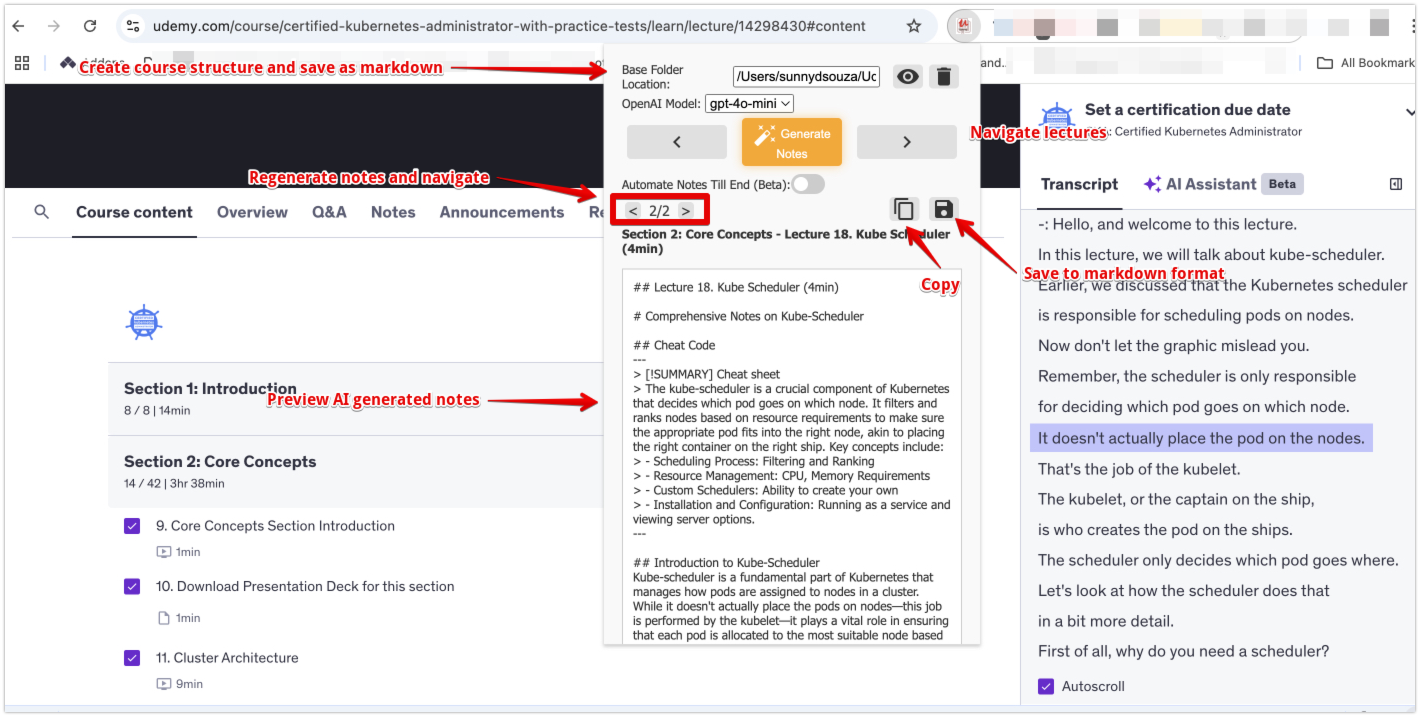 udemy.com/course/certified-kubernetes-administrator-with-practice-tests/learn/lecture/14298430#content
All Bookmark
Create course structure and save as markdown
Base Folder
Location:
/Users/sunnydsouza/Uc
OpenAI Model: gpt-4o-mini
Generate
Notes
Navigate lectures
Automate Notes Till End (Beta):
Regenerate notes and navigate
< 2/2 >
Section 2: Core Concepts - Lecture 18. Kube Scheduler
(4min)
Copy
Save to markdown format
Course content
Overview
Q&A
Notes
Announcements
Re
Section 1: Introduction
8 / 8 | 14min
Preview AI generated notes
Section 2: Core Concepts
14 / 42 | 3hr 38min
9. Core Concepts Section Introduction
1min
10. Download Presentation Deck for this section
1min
11. Cluster Architecture
9min
## Lecture 18. Kube Scheduler (4min)
# Comprehensive Notes on Kube-Scheduler
## Cheat Code
---
> [!SUMMARY] Cheat sheet
> The kube-scheduler is a crucial component of Kubernetes
that decides which pod goes on which node. It filters and
ranks nodes based on resource requirements to make sure
the appropriate pod fits into the right node, akin to placing
the right container on the right ship. Key concepts include:
> - Scheduling Process: Filtering and Ranking
> - Resource Management: CPU, Memory Requirements
> - Custom Schedulers: Ability to create your own
> - Installation and Configuration: Running as a service and
viewing server options.
---
## Introduction to Kube-Scheduler
Kube-scheduler is a fundamental part of Kubernetes that
manages how pods are assigned to nodes in a cluster.
While it doesn't actually place the pods on nodes—this job
is performed by the kubelet—it plays a vital role in ensuring
that each pod is allocated to the most suitable node based
Set a certification due date
Certified Kubernetes Administrator
Transcript
AI Assistant
Beta
-: Hello, and welcome to this lecture.
In this lecture, we will talk about kube-scheduler.
Earlier, we discussed that the Kubernetes scheduler
is responsible for scheduling pods on nodes.
Now don't let the graphic mislead you.
Remember, the scheduler is only responsible
for deciding which pod goes on which node.
It doesn't actually place the pod on the nodes.
That's the job of the kubelet.
The kubelet, or the captain on the ship,
is who creates the pod on the ships.
The scheduler only decides which pod goes where.
Let's look at how the scheduler does that
in a bit more detail.
First of all, why do you need a scheduler?
Autoscroll